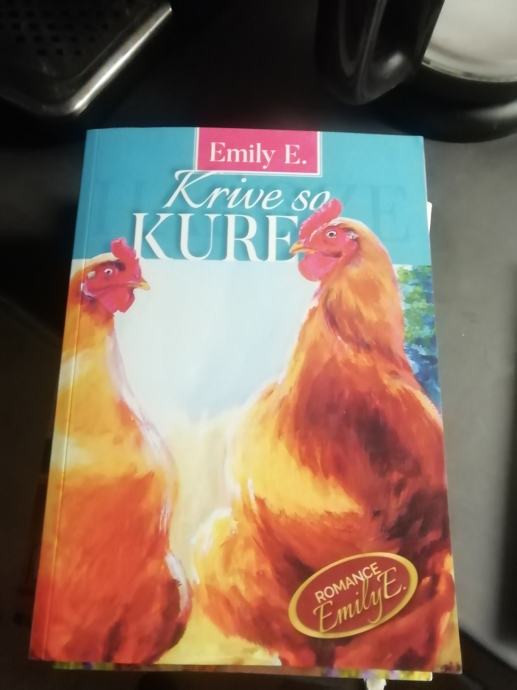 Emily E.
Krive so
KURE
ROMANCE
Emily E.